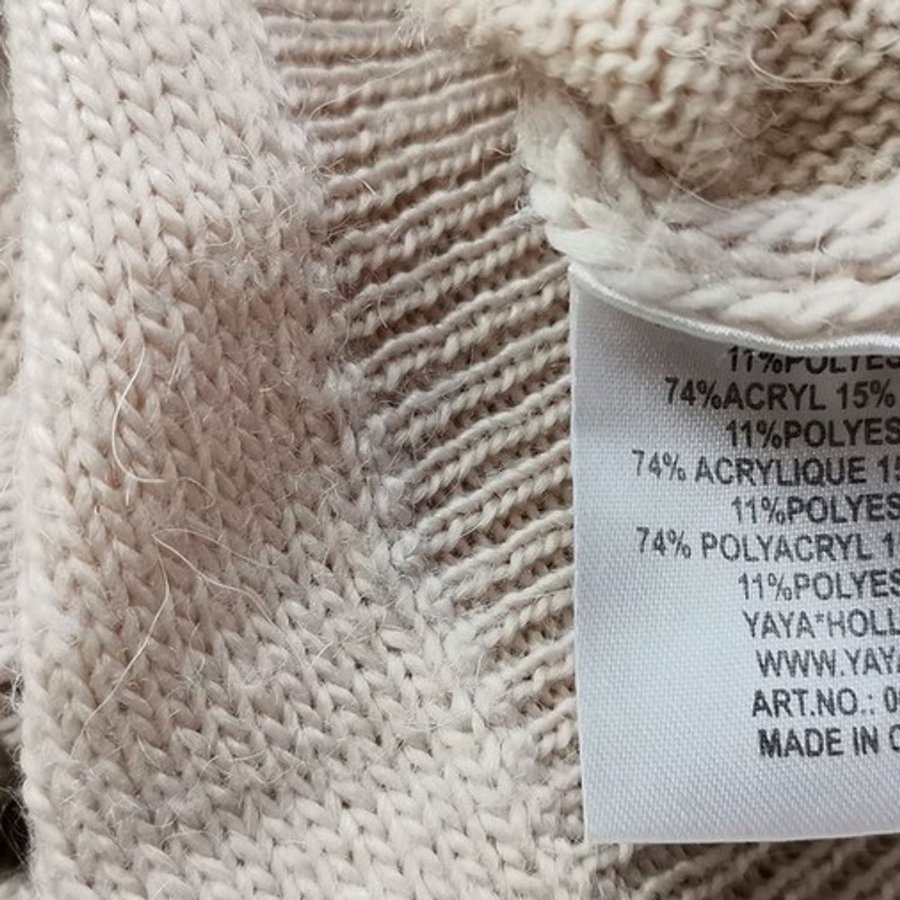 11%POLYES
74%ACRYL 15%
11%POLYES
74% ACRYLIQUE 15
11%POLYES
74% POLYACRYL 1
11%POLYES
YAYA*HOLL
WWW.YAYA
ART.NO.: 0
MADE IN C